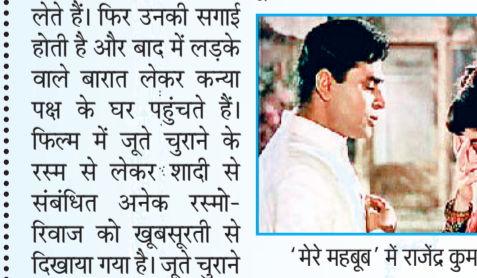 लेते हैं। फिर उनकी सगाई
होती है और बाद में लड़के
वाले बारात लेकर कन्या
पक्ष के घर पहुंचते हैं।
फिल्म में जूते चुराने के
रस्म से लेकर शादी से
संबंधित अनेक रस्मो-
रिवाज को खूबसूरती से
दिखाया गया है। जूते चुराने
'मेरे महबूब' में राजेंद्र कुम